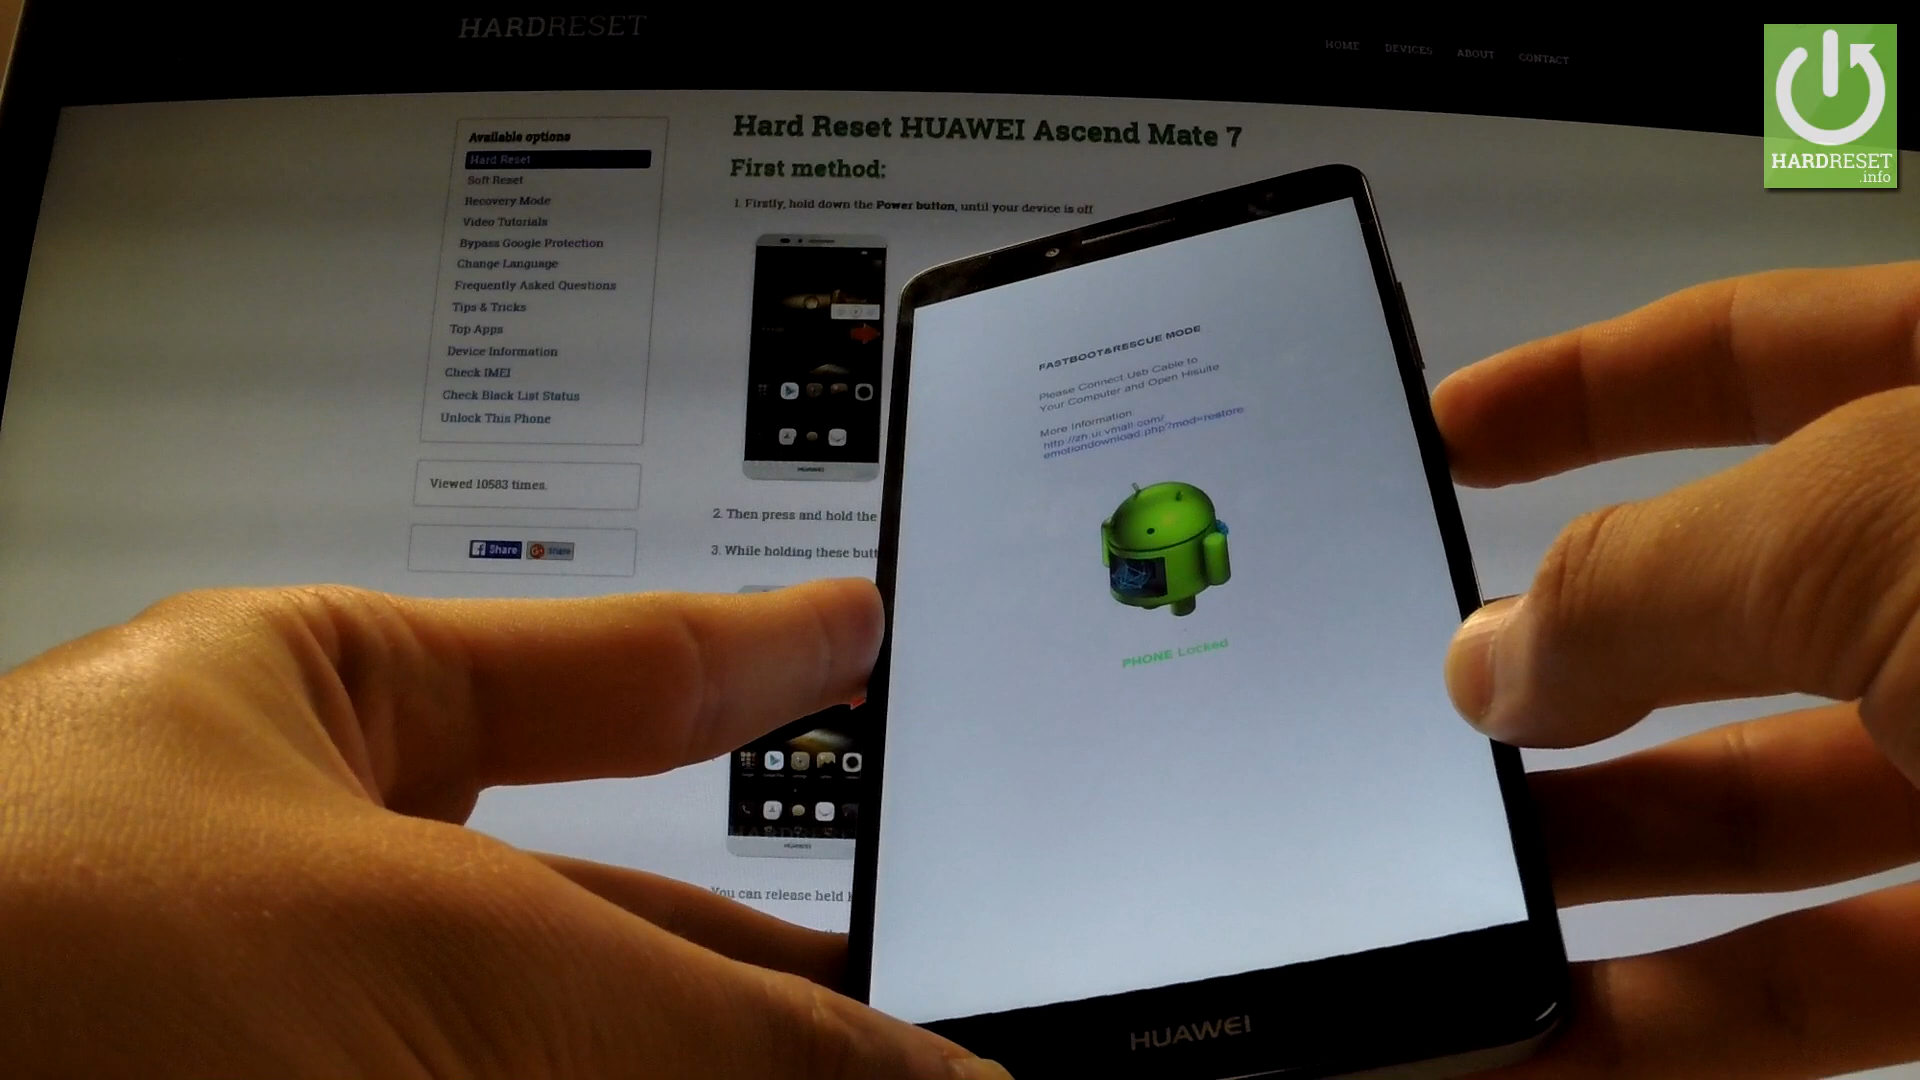 HARDRESET
HOME
DEVICES
ABOUT
CONTACT
HARDRESET
.info
Available options
Hard Reset
Soft Reset
Recovery Mode
Video Tutorials
Bypass Google Protection
Change Language
Frequently Asked Questions
Tips & Tricks
Top Apps
Device Information
Check IMEI
Check Black List Status
Unlock This Phone
Viewed 10583 times.
Share
Share
Hard Reset HUAWEI Ascend Mate 7
First method:
1. Firstly, hold down the Power button, until your device is off
HUAWEI
2. Then press and hold the
3. While holding these butt
HARDRES
HUAWEI
You can release held
FASTBOOT&RESCUE MODE
Please Connect Usb Cable to
Your Computer and Open Hisuite
More Information:
http://zh.ui.vmall.com/
emotiondownload.php?mod=restore
PHONE Locked
HUAWEI